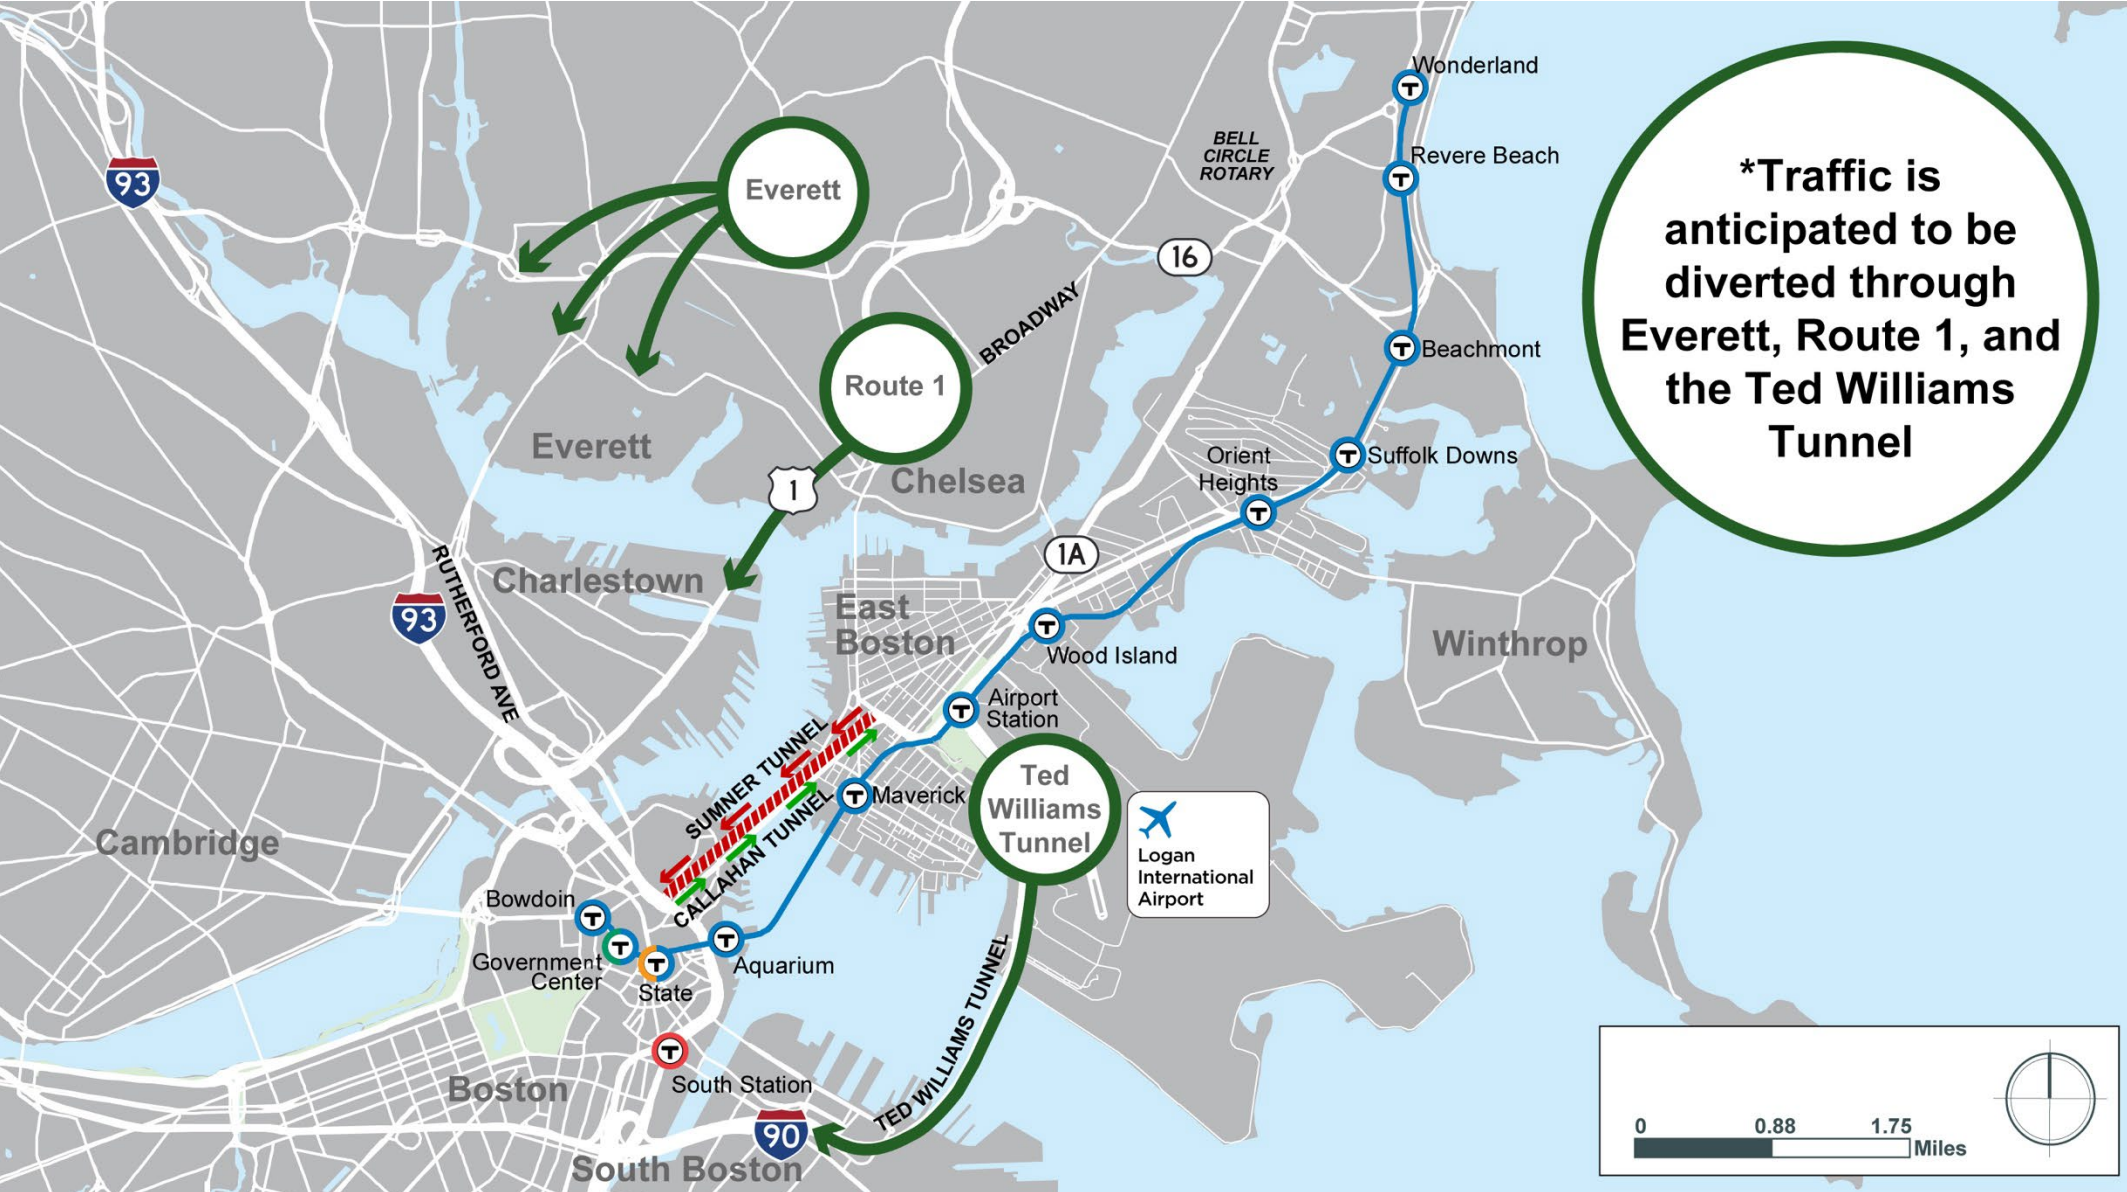 Wonderland
BELL
CIRCLE
ROTARY
Revere Beach
93
Everett
16
*Traffic is
anticipated to be
diverted through
Everett, Route 1, and
the Ted Williams
Tunnel
BROADWAY
Beachmont
Route 1
Everett
Chelsea
1
Orient
Heights
Suffolk Downs
1A
RUTHERFORD AVE
Charlestown
93
East
Boston
Wood Island
Winthrop
Airport
Station
SUMNER TUNNEL
CALLAHAN TUNNEL
Maverick
Ted
Williams
Tunnel
Logan
International
Airport
Cambridge
Bowdoin
Government
Center
State
Aquarium
TED WILLIAMS TUNNEL
South Station
Boston
90
South Boston
0 0.88 1.75
Miles